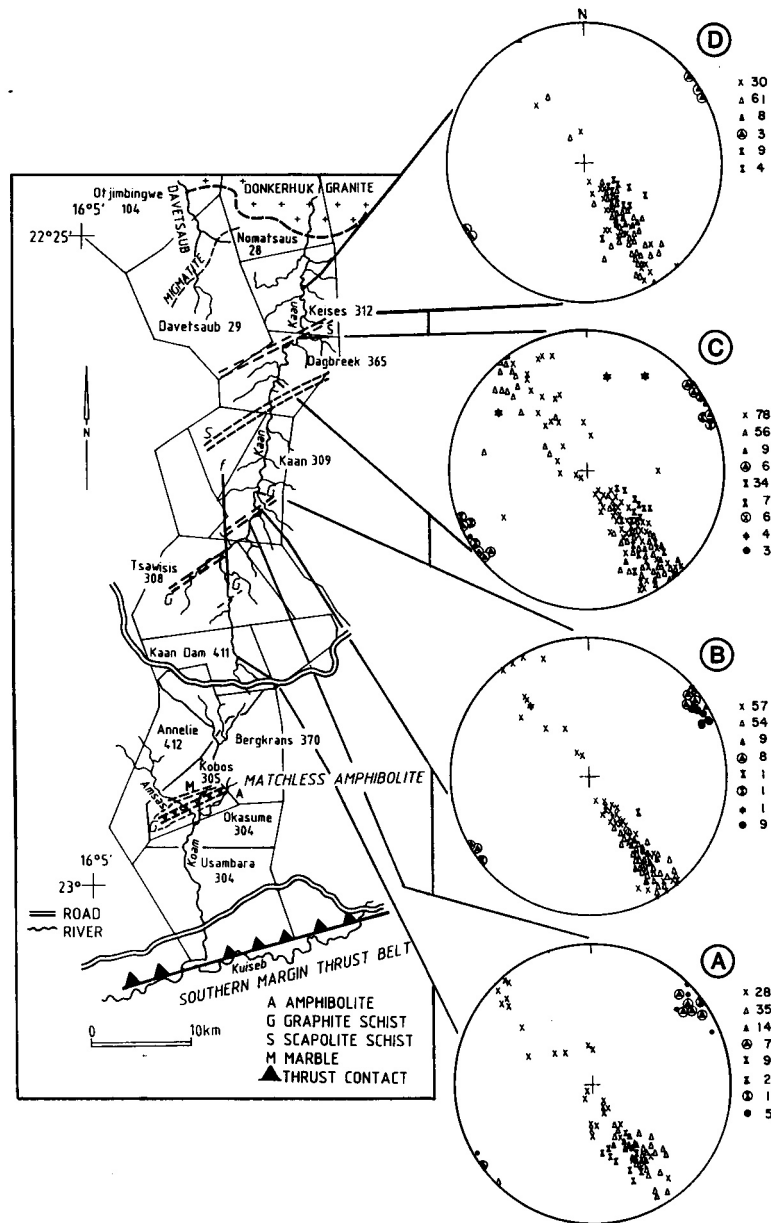 N
D
× 30
△ 61
▲ 8
3
9
4
Otjimbingwe
104
16°5'
22°25'
DAVETSAUB
DONKERHUK GRANITE
Nomatsaus
28
MIGMATITE
Davetsaub 29
Kaan
Keises 312
S
Dagbreek 365
N
S
Kaan
Kaan 309
f
Tsawisis
308
G
G
Kaan Dam 411
Annelie
412
Bergkrans 370
Kobos
305
MATCHLESS AMPHIBOLITE
Amsas
M
A
G
Okasume
304
Koam
Usambara
304
16°5'
23°
ROAD
RIVER
Kuiseb
SOUTHERN MARGIN THRUST BELT
0 10km
A AMPHIBOLITE
G GRAPHITE SCHIST
S SCAPOLITE SCHIST
M MARBLE
THRUST CONTACT
C
× 78
△ 56
▲ 9
6
34
7
6
4
● 3
B
× 57
△ 54
▲ 9
8
1
1
1
● 9
A
× 28
△ 35
▲ 14
7
9
2
1
● 5